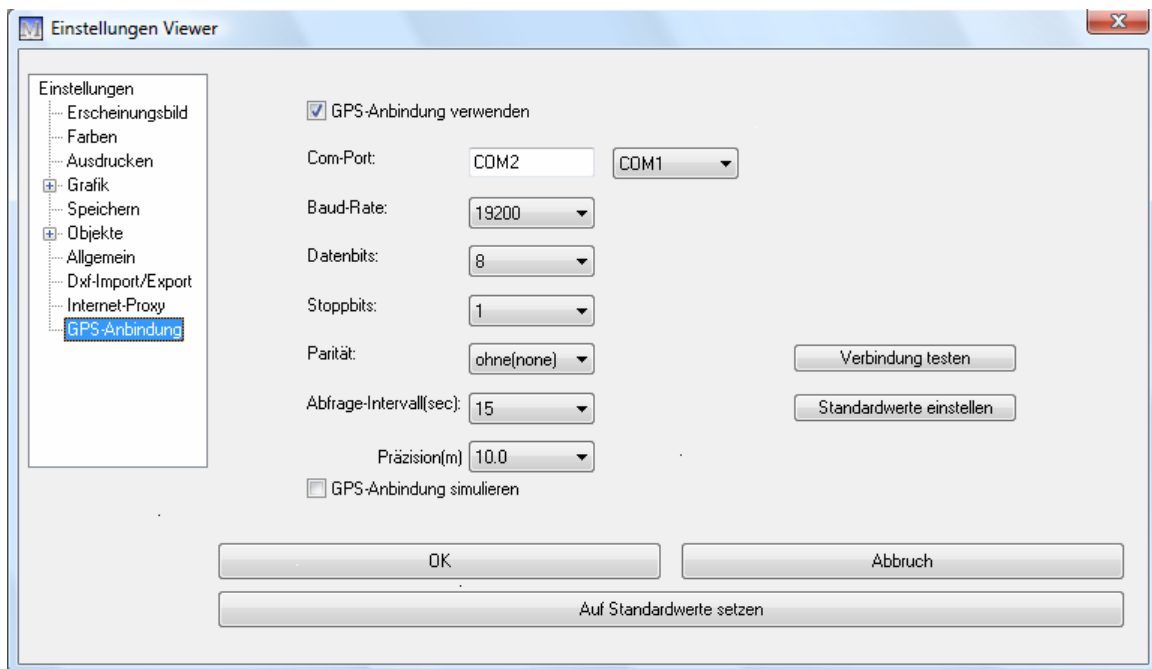 Einstellungen Viewer
Einstellungen
Erscheinungsbild
Farben
Ausdrucken
Grafik
Speichern
Objekte
Allgemein
Dxf-Import/Export
Internet-Proxy
GPS-Anbindung
GPS-Anbindung verwenden
Com-Port: COM2 COM1
Baud-Rate: 19200
Datenbits: 8
Stoppbits: 1
Parität: ohne(none)
Verbindung testen
Abfrage-Intervall(sec): 15
Standardwerte einstellen
Präzision(m) 10.0
GPS-Anbindung simulieren
OK Abbruch
Auf Standardwerte setzen